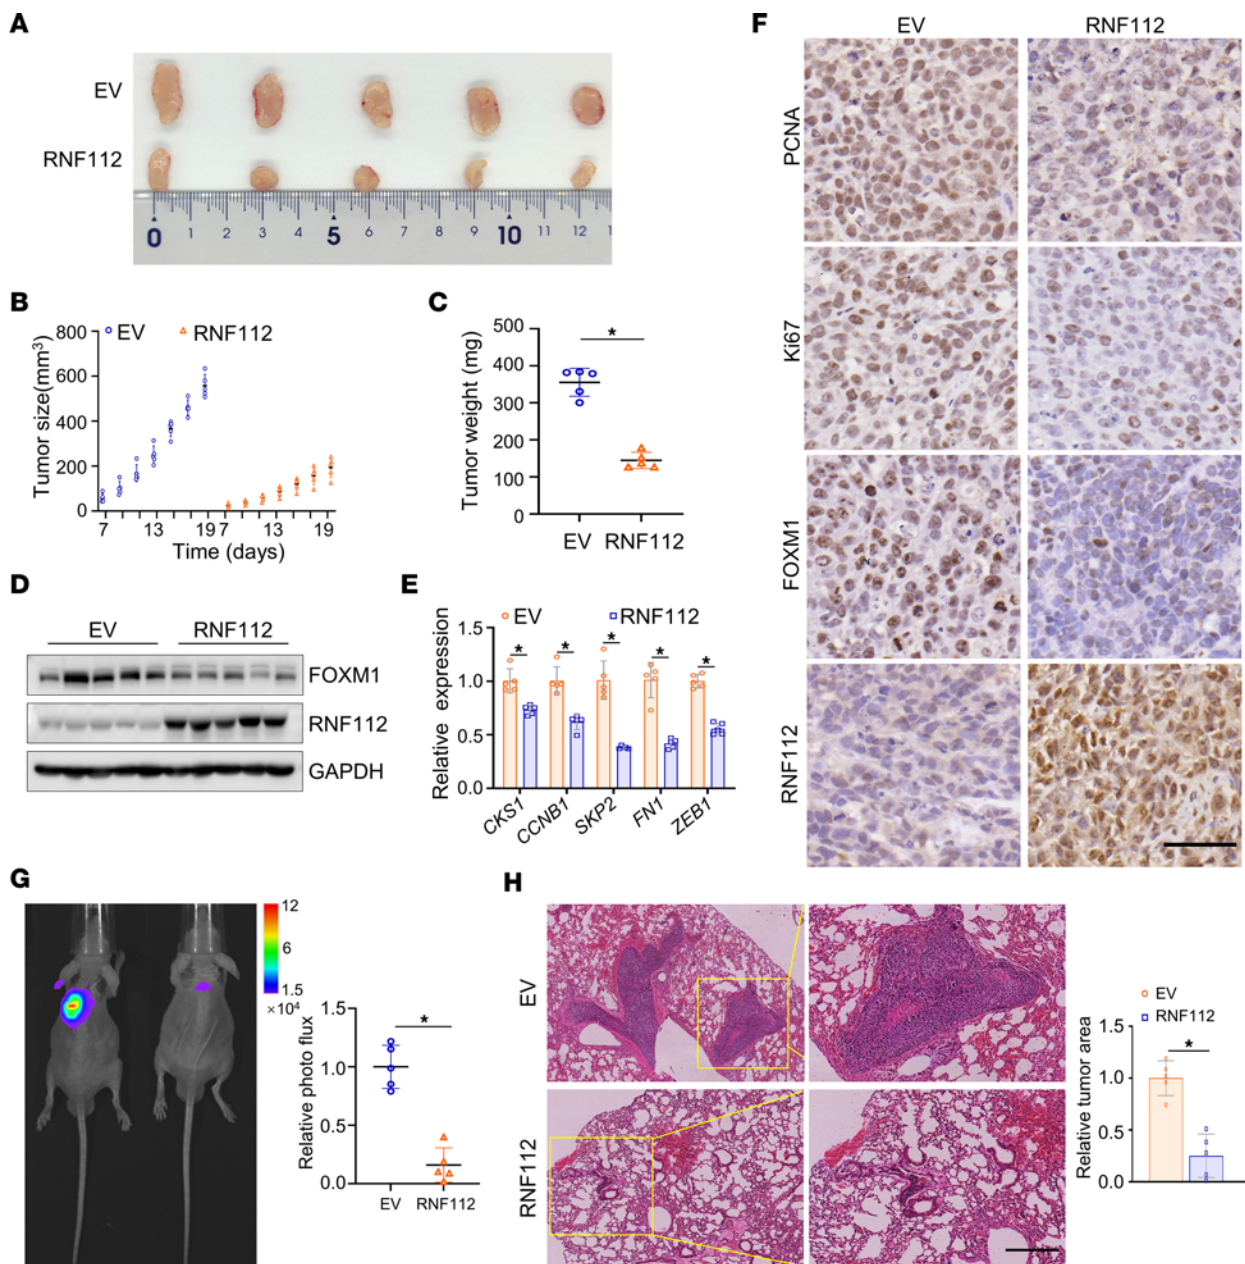 A
EV
RNF112
0 1 2 3 4 5 6 7 8 9 10 11 12 1
B
EV RNF112
Tumor size(mm³)
800
600
400
200
0
7 13 19 7 13 19
Time (days)
C
Tumor weight (mg)
500
400
300
200
100
0
*
EV RNF112
D
EV RNF112
FOXM1
RNF112
GAPDH
E
EV RNF112
Relative expression
1.5
1.0
0.5
0.0
* * * * *
CKS1 CCNB1 SKP2 FN1 ZEB1
F
EV RNF112
PCNA
Ki67
FOXM1
RNF112
G
12
6
1.5
×10⁴
Relative photo flux
1.5
1.0
0.5
0.0
*
EV RNF112
H
EV
RNF112
EV
RNF112
Relative tumor area
1.5
1.0
0.5
0
*